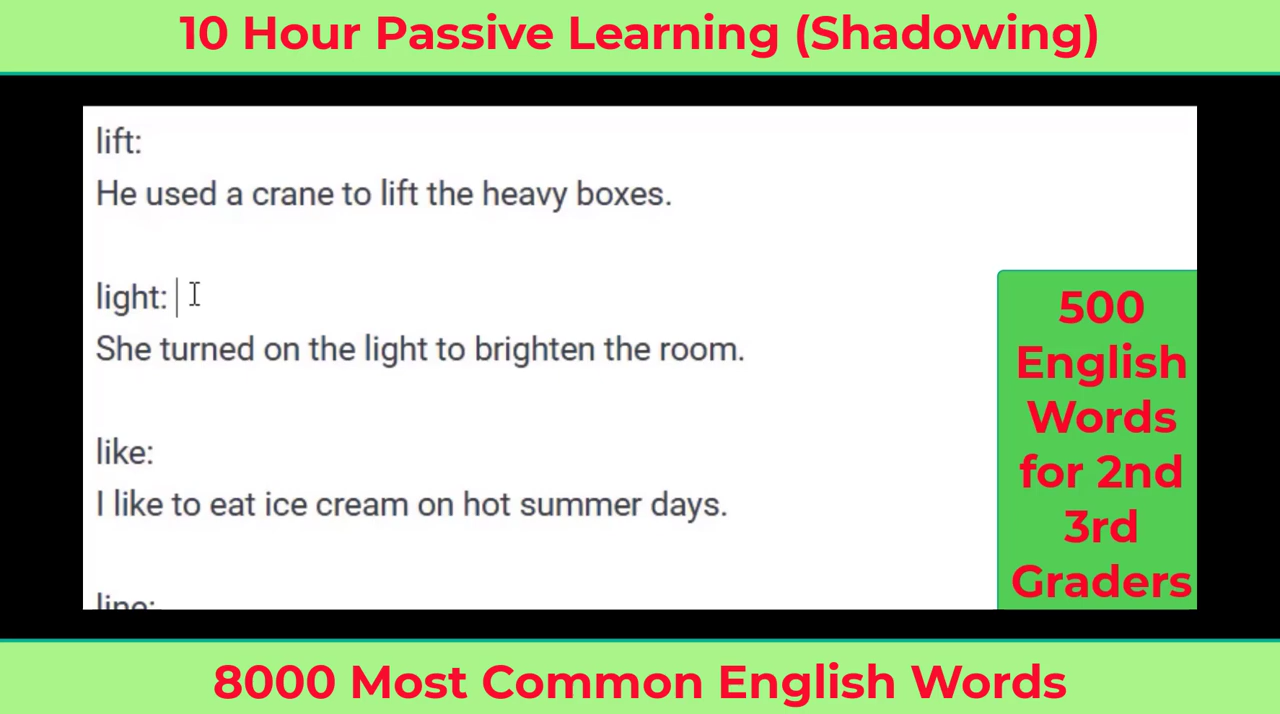 10 Hour Passive Learning (Shadowing)
lift:
He used a crane to lift the heavy boxes.
light:
She turned on the light to brighten the room.
like:
I like to eat ice cream on hot summer days.
line:
500
English
Words
for 2nd
3rd
Graders
8000 Most Common English Words